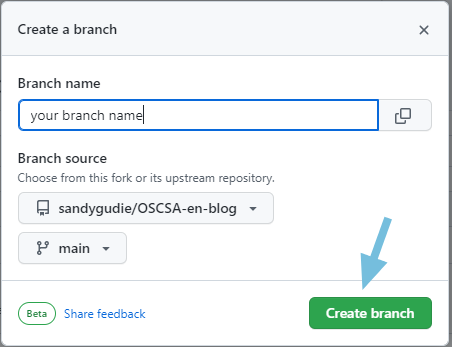 Create a branch
Branch name
your branch name
Branch source
Choose from this fork or its upstream repository.
sandygudie/OSCSA-en-blog
main
Beta Share feedback
Create branch